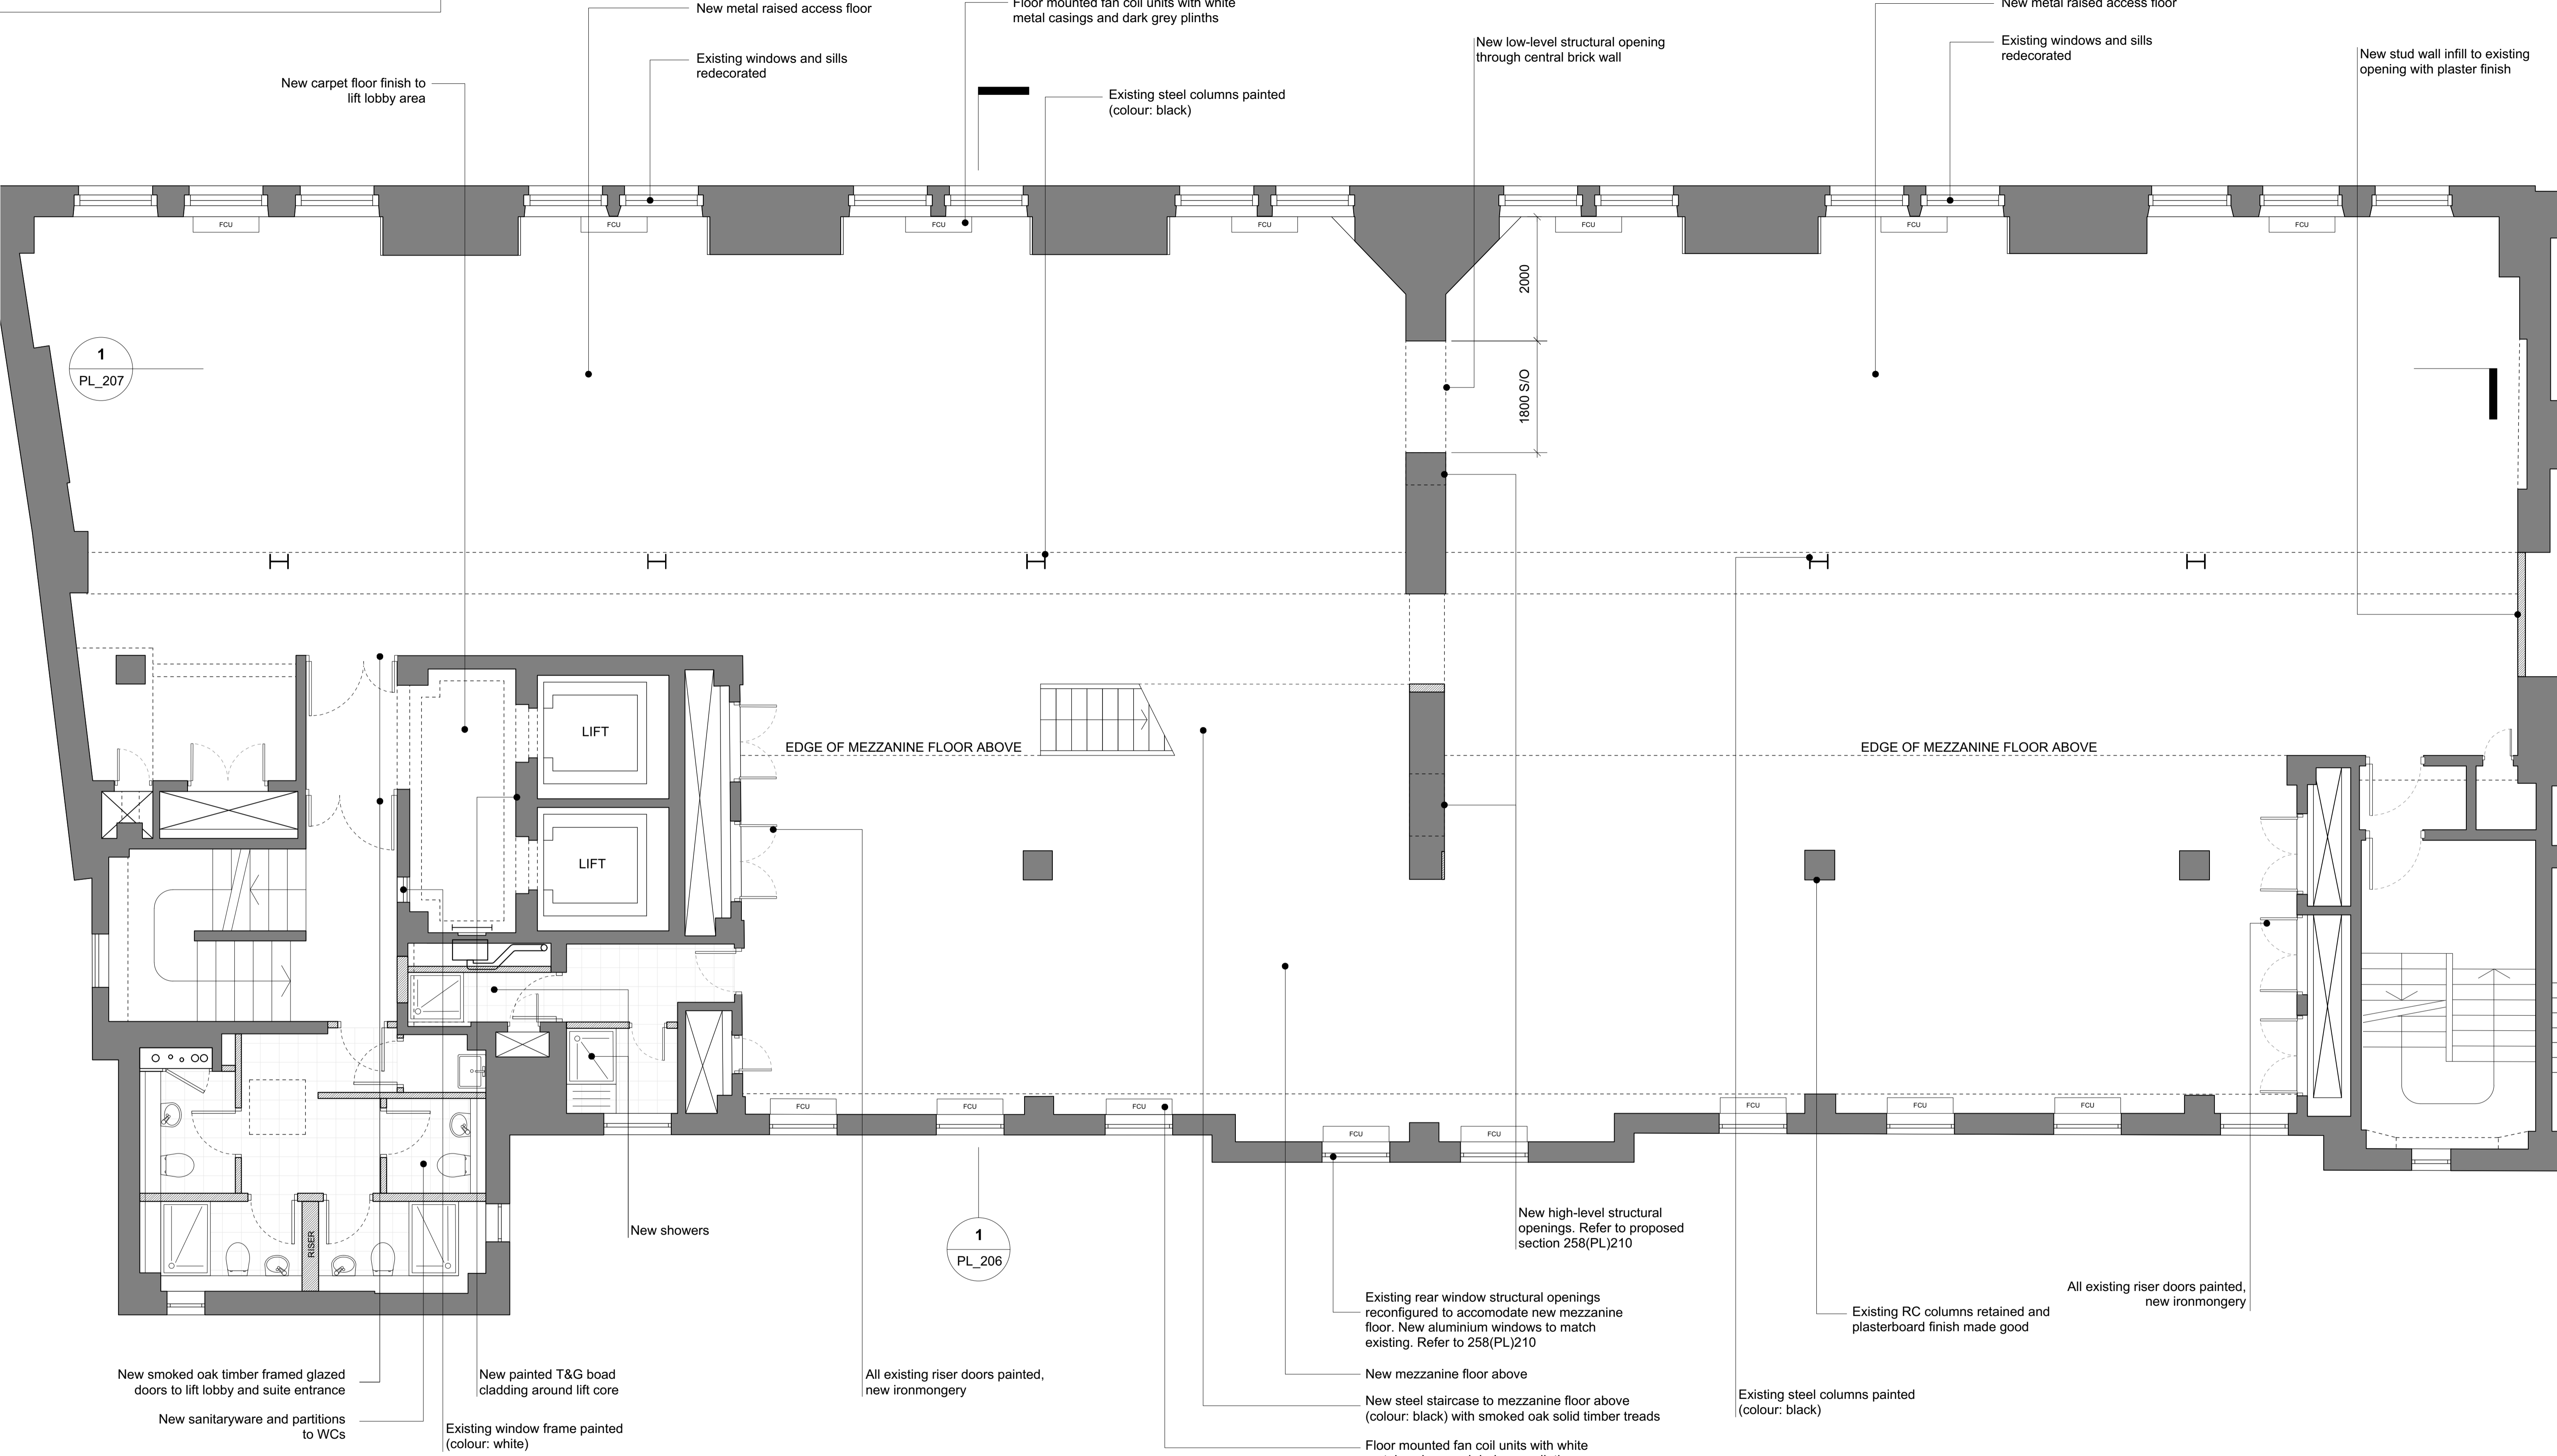 New metal raised access floor
Floor mounted fan coil units with white
metal casings and dark grey plinths
New metal raised access floor
Existing windows and sills
redecorated
New low-level structural opening
through central brick wall
Existing windows and sills
redecorated
New stud wall infill to existing
opening with plaster finish
New carpet floor finish to
lift lobby area
Existing steel columns painted
(colour: black)
FCU
FCU
FCU
FCU
FCU
FCU
FCU
2000
1
PL_207
1800 S/O
LIFT
EDGE OF MEZZANINE FLOOR ABOVE
EDGE OF MEZZANINE FLOOR ABOVE
LIFT
FCU
FCU
FCU
FCU
FCU
FCU
FCU
FCU
RISER
New showers
1
PL_206
New high-level structural
openings. Refer to proposed
section 258(PL)210
Existing rear window structural openings
reconfigured to accomodate new mezzanine
floor. New aluminium windows to match
existing. Refer to 258(PL)210
Existing RC columns retained and
plasterboard finish made good
All existing riser doors painted,
new ironmongery
New smoked oak timber framed glazed
doors to lift lobby and suite entrance
New painted T&G boad
cladding around lift core
All existing riser doors painted,
new ironmongery
New mezzanine floor above
New steel staircase to mezzanine floor above
(colour: black) with smoked oak solid timber treads
Existing steel columns painted
(colour: black)
New sanitaryware and partitions
to WCs
Existing window frame painted
(colour: white)
Floor mounted fan coil units with white